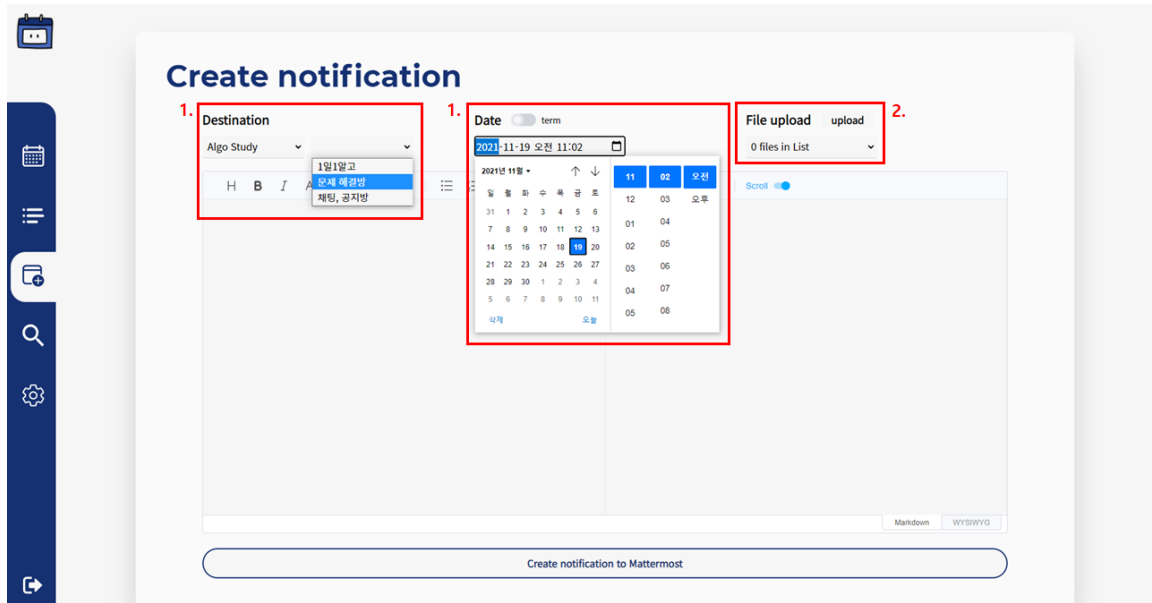 Create notification
1.
Destination
Algo Study
1일1알고
문제 해결방
채팅, 공지방
1.
Date term
2021-11-19 오전 11:02
2021년 11월
일 월 화 수 목 금 토
31 1 2 3 4 5 6
7 8 9 10 11 12 13
14 15 16 17 18 19 20
21 22 23 24 25 26 27
28 29 30 1 2 3 4
5 6 7 8 9 10 11
삭제 오늘
11 02 오전
12 03 오후
01 04
02 05
03 06
04 07
05 08
2.
File upload upload
0 files in List
H B I
Scroll
Markdown WYSIWYG
Create notification to Mattermost